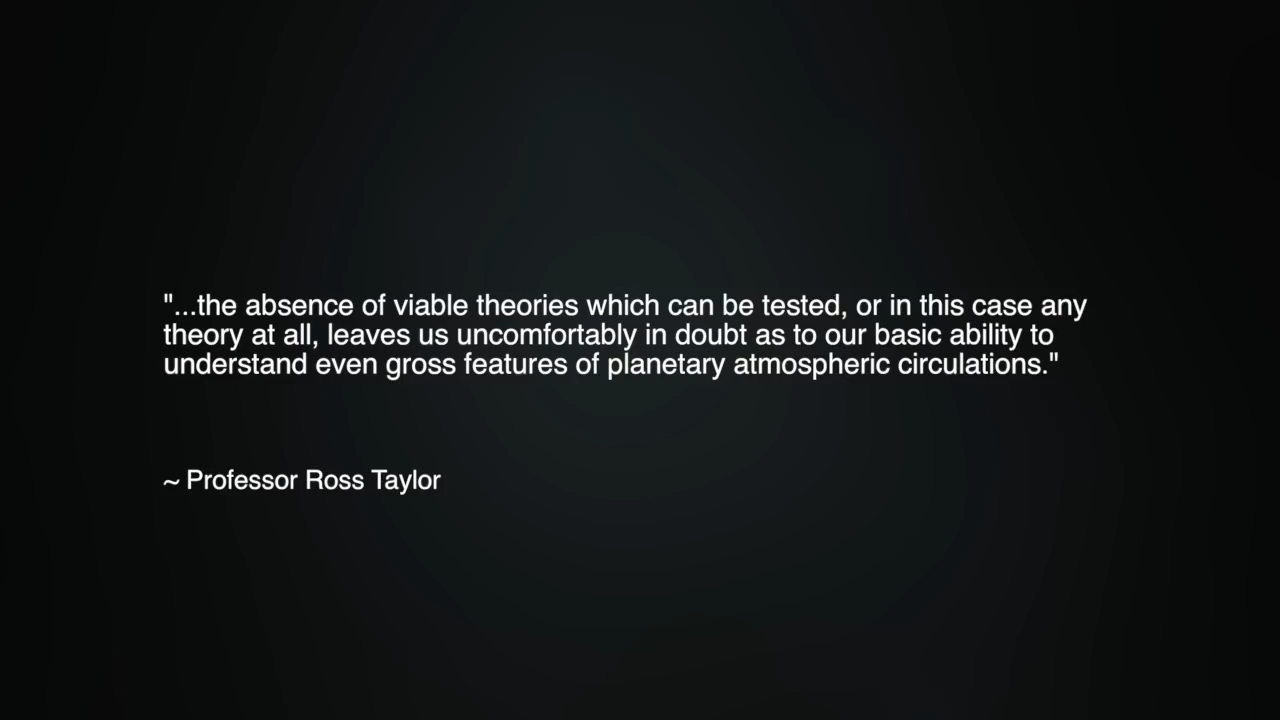 "...the absence of viable theories which can be tested, or in this case any
theory at all, leaves us uncomfortably in doubt as to our basic ability to
understand even gross features of planetary atmospheric circulations."
~ Professor Ross Taylor